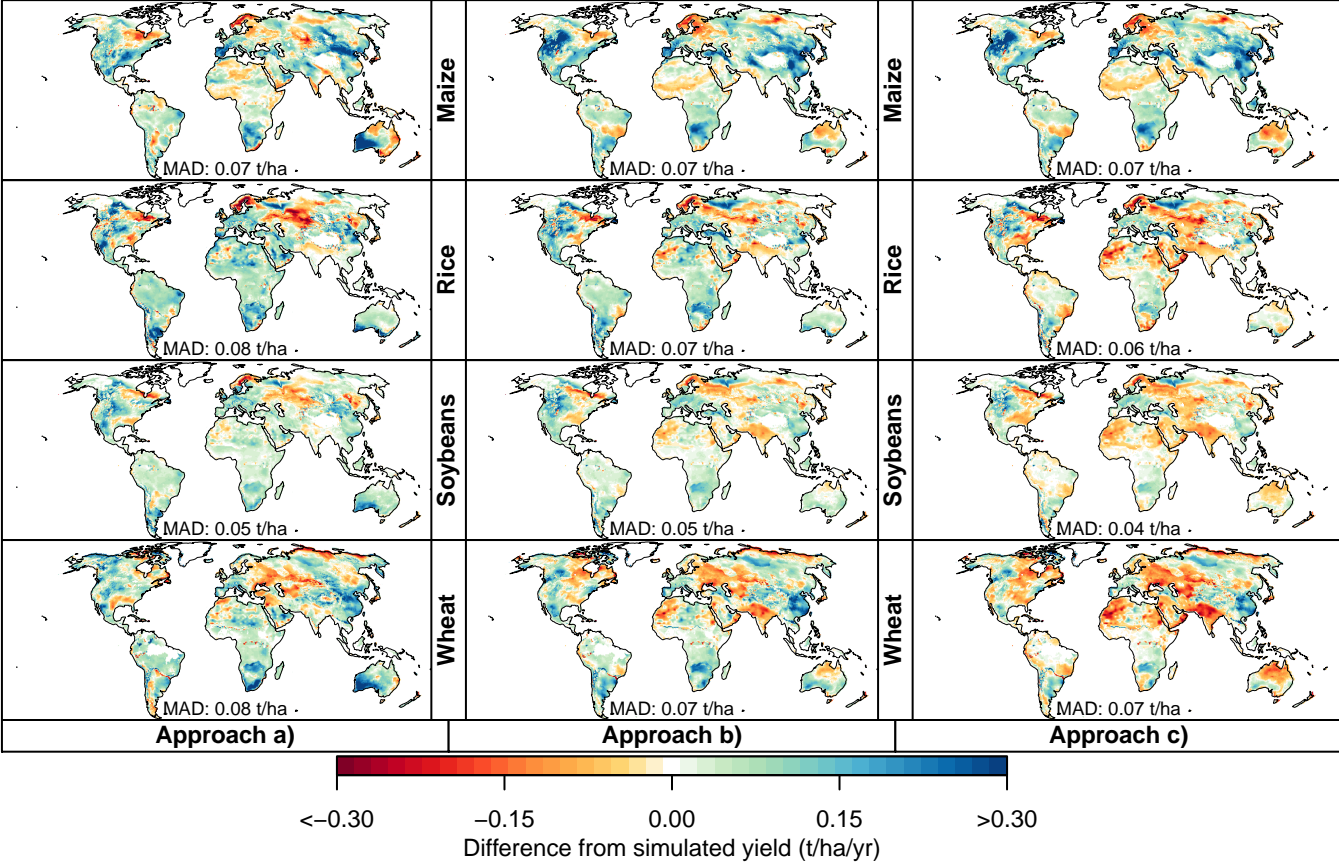 Maize
Maize
MAD: 0.07 t/ha
MAD: 0.07 t/ha
MAD: 0.07 t/ha
Rice
Rice
MAD: 0.08 t/ha
MAD: 0.07 t/ha
MAD: 0.06 t/ha
Soybeans
Soybeans
MAD: 0.05 t/ha
MAD: 0.05 t/ha
MAD: 0.04 t/ha
Wheat
Wheat
MAD: 0.08 t/ha
MAD: 0.07 t/ha
MAD: 0.07 t/ha
Approach a)
Approach b)
Approach c)
<−0.30 −0.15 0.00 0.15 >0.30
Difference from simulated yield (t/ha/yr)